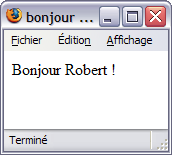 bonjour ...
Fichier Édition Affichage
Bonjour Robert !
Terminé